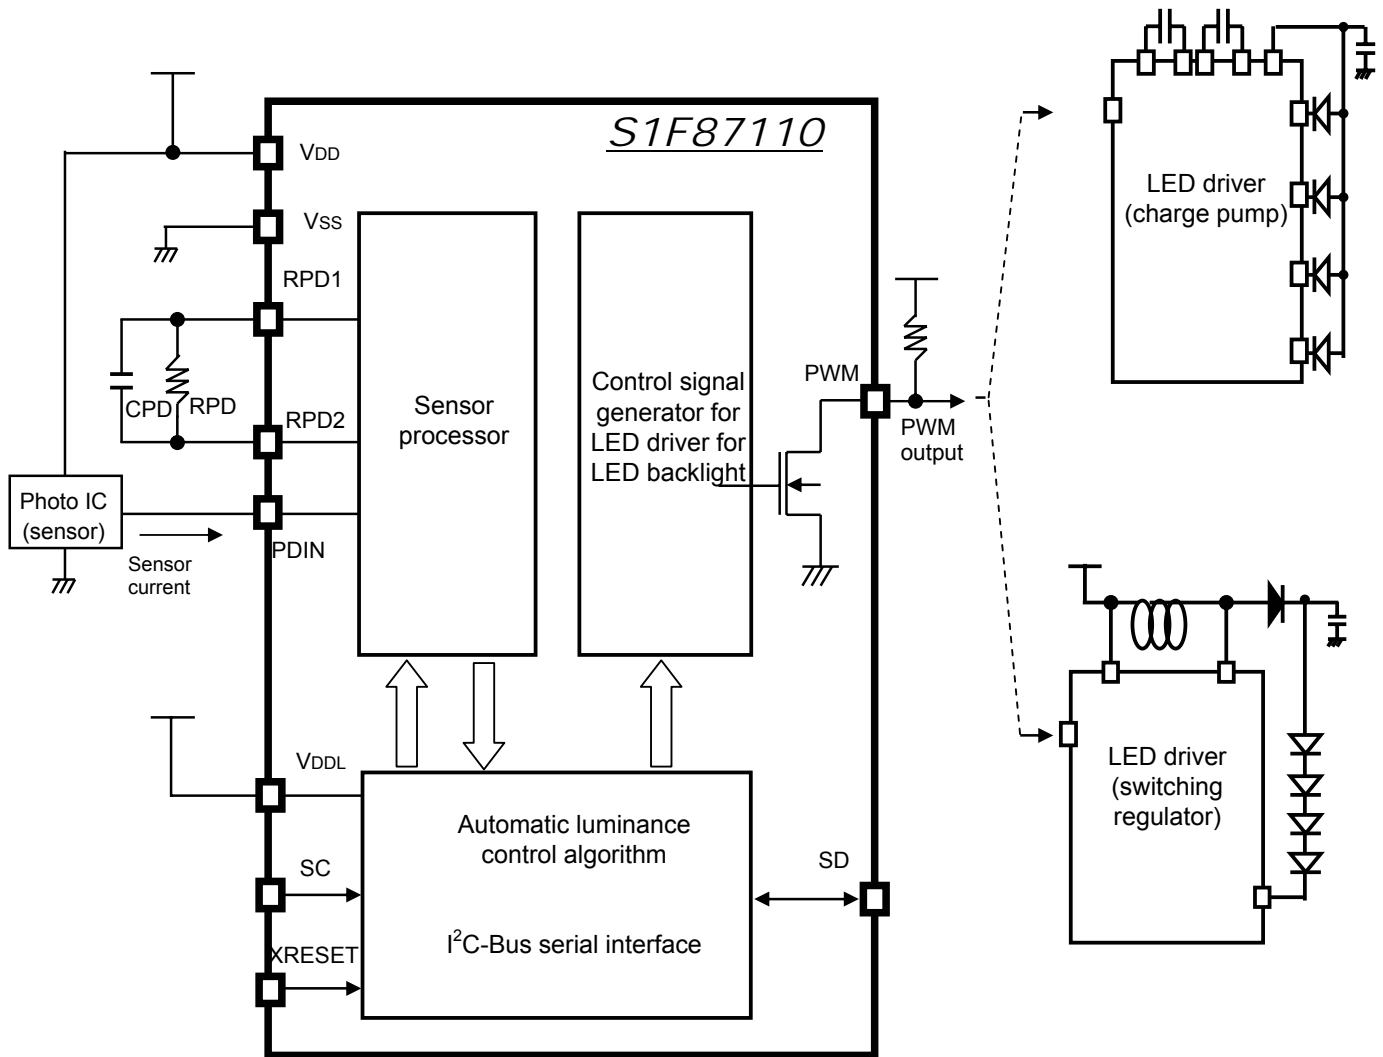 S1F87110
VDD
VSS
RPD1
CPD
RPD
RPD2
Photo IC
(sensor)
PDIN
Sensor
current
Sensor
processor
Control signal
generator for
LED driver for
LED backlight
PWM
PWM
output
LED driver
(charge pump)
LED driver
(switching
regulator)
VDDL
SC
XRESET
Automatic luminance
control algorithm
I²C-Bus serial interface
SD